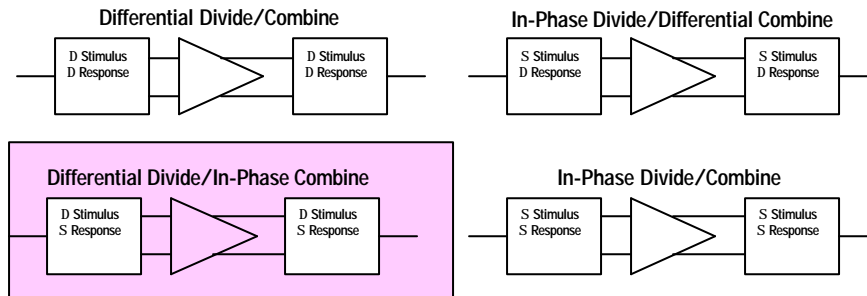 Differential Divide/Combine
D Stimulus
D Response
D Stimulus
D Response
In-Phase Divide/Differential Combine
S Stimulus
D Response
S Stimulus
D Response
Differential Divide/In-Phase Combine
D Stimulus
S Response
D Stimulus
S Response
In-Phase Divide/Combine
S Stimulus
S Response
S Stimulus
S Response